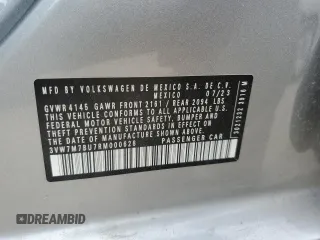 MFD BY VOLKSWAGEN DE MEXICO S.A. DE C.V.
MEXICO 07/23
GVWR 4145 GAWR FRONT 2181 / REAR 2094 LBS
THIS VEHICLE CONFORMS TO ALL APPLICABLE U.S.
FEDERAL MOTOR VEHICLE SAFETY, BUMPER AND
THEFT PREVENTION STANDARDS IN EFFECT ON THE
DATE OF MANUFACTURE SHOWN ABOVE
3VW7M7BU7RM000628 PASSENGER CAR
DREAMBID